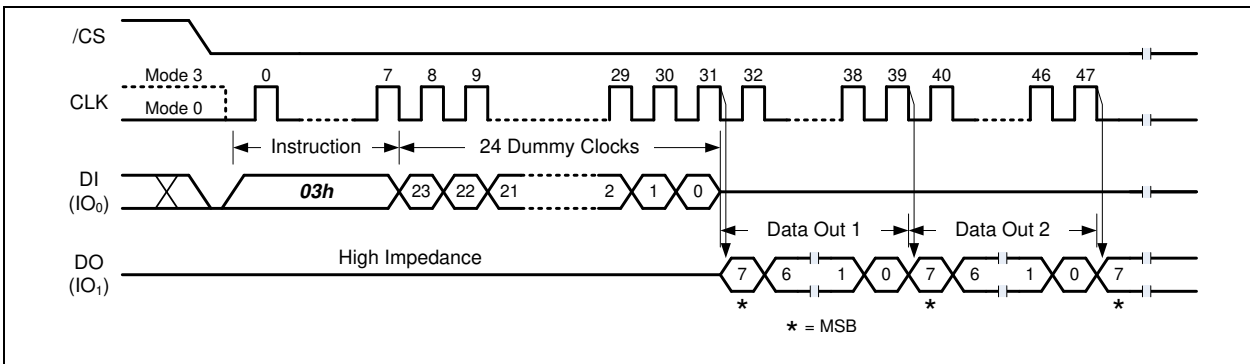 /CS
Mode 3 0 7 8 9 29 30 31 32 38 39 40 46 47
CLK
Mode 0
Instruction 24 Dummy Clocks
DI
(IO0)
03h 23 22 21 2 1 0
Data Out 1 Data Out 2
High Impedance
DO
(IO1)
7 6 1 0 7 6 1 0 7
* * *
* = MSB